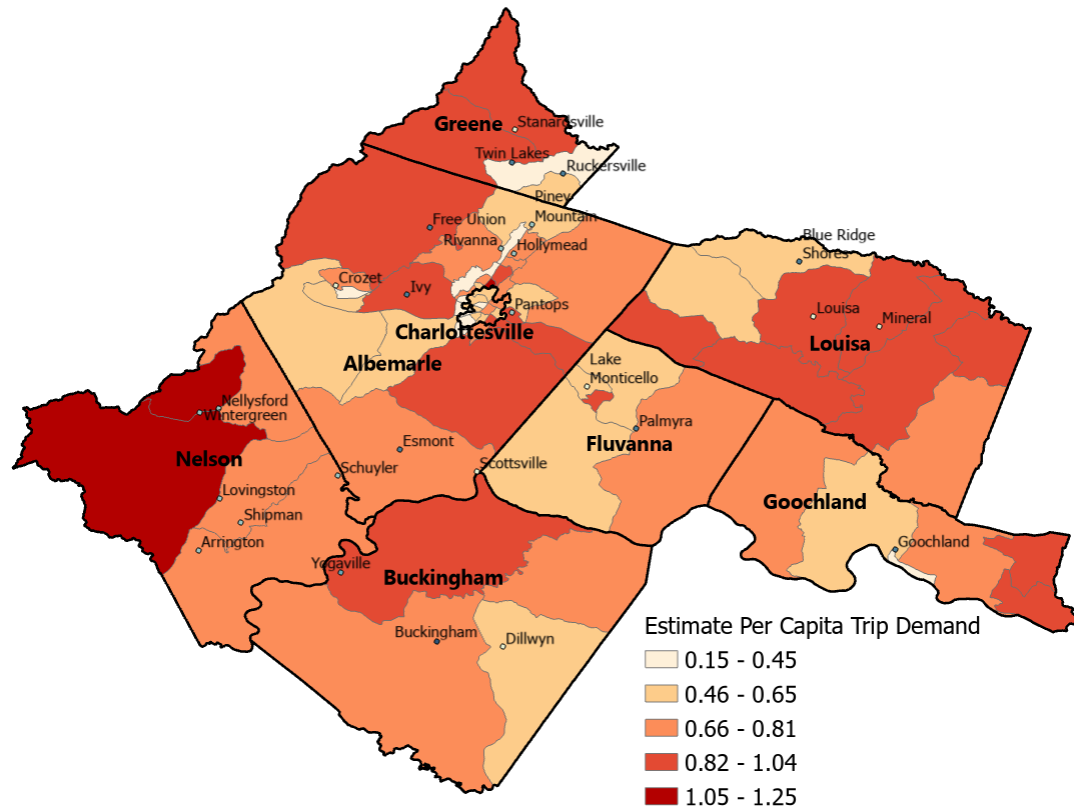 Greene
Stanardsville
Twin Lakes
Ruckersville
Piney
Mountain
Free Union
Rivanna
Hollymead
Blue Ridge
Shores
Crozet
Ivy
Pantops
Charlottesville
Louisa
Mineral
Louisa
Albemarle
Lake
Monticello
Nellysford
Wintergreen
Palmyra
Esmont
Fluvanna
Nelson
Schuyler
Scottsville
Lovingston
Goochland
Shipman
Arrington
Goochland
Yogaville
Buckingham
Buckingham
Dillwyn
Estimate Per Capita Trip Demand
0.15 - 0.45
0.46 - 0.65
0.66 - 0.81
0.82 - 1.04
1.05 - 1.25